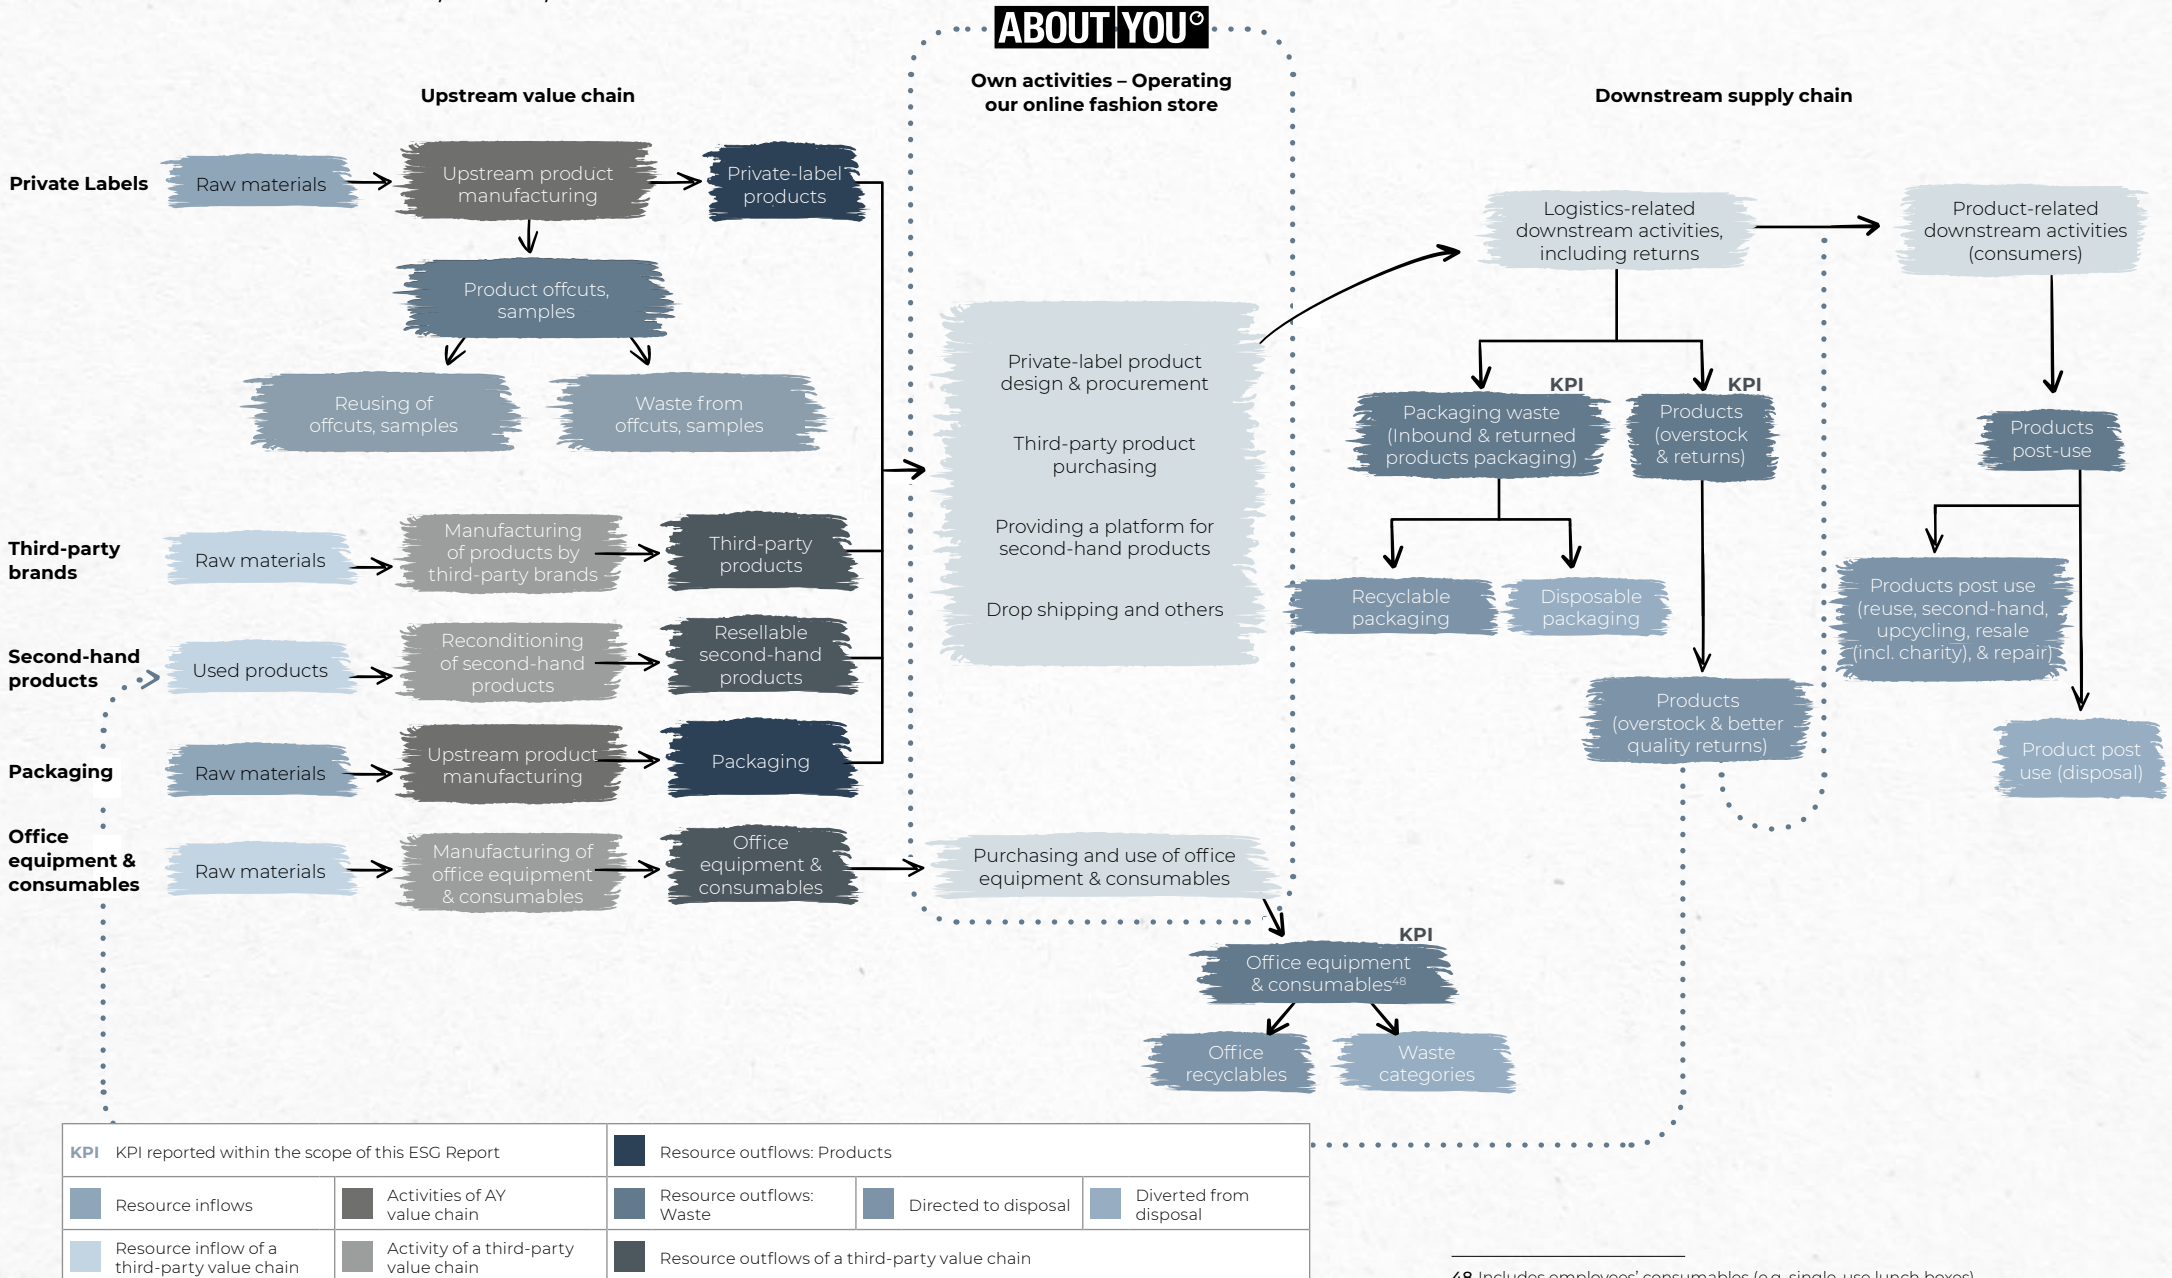 ABOUT YOU
Upstream value chain
Own activities – Operating
our online fashion store
Downstream supply chain
Private Labels
Raw materials
Upstream product
manufacturing
Private-label
products
Product offcuts,
samples
Reusing of
offcuts, samples
Waste from
offcuts, samples
Third-party
brands
Raw materials
Manufacturing
of products by
third-party brands
Third-party
products
Second-hand
products
Used products
Reconditioning
of second-hand
products
Resellable
second-hand
products
Packaging
Raw materials
Upstream product
manufacturing
Packaging
Office
equipment &
consumables
Raw materials
Manufacturing of
office equipment
& consumables
Office
equipment &
consumables
Private-label product
design & procurement
Third-party product
purchasing
Providing a platform for
second-hand products
Drop shipping and others
Purchasing and use of office
equipment & consumables
KPI
Office equipment
& consumables48
Office
recyclables
Waste
categories
Logistics-related
downstream activities,
including returns
Product-related
downstream activities
(consumers)
KPI
Packaging waste
(Inbound & returned
products packaging)
KPI
Products
(overstock
& returns)
Recyclable
packaging
Disposable
packaging
Products
(overstock & better
quality returns)
Products
post-use
Products post use
(reuse, second-hand,
upcycling, resale
(incl. charity), & repair)
Product post
use (disposal)
KPI KPI reported within the scope of this ESG Report
Resource outflows: Products
Resource inflows
Activities of AY
value chain
Resource outflows:
Waste
Directed to disposal
Diverted from
disposal
Resource inflow of a
third-party value chain
Activity of a third-party
value chain
Resource outflows of a third-party value chain
48 Includes employees' consumables (e.g. single-use lunch boxes)